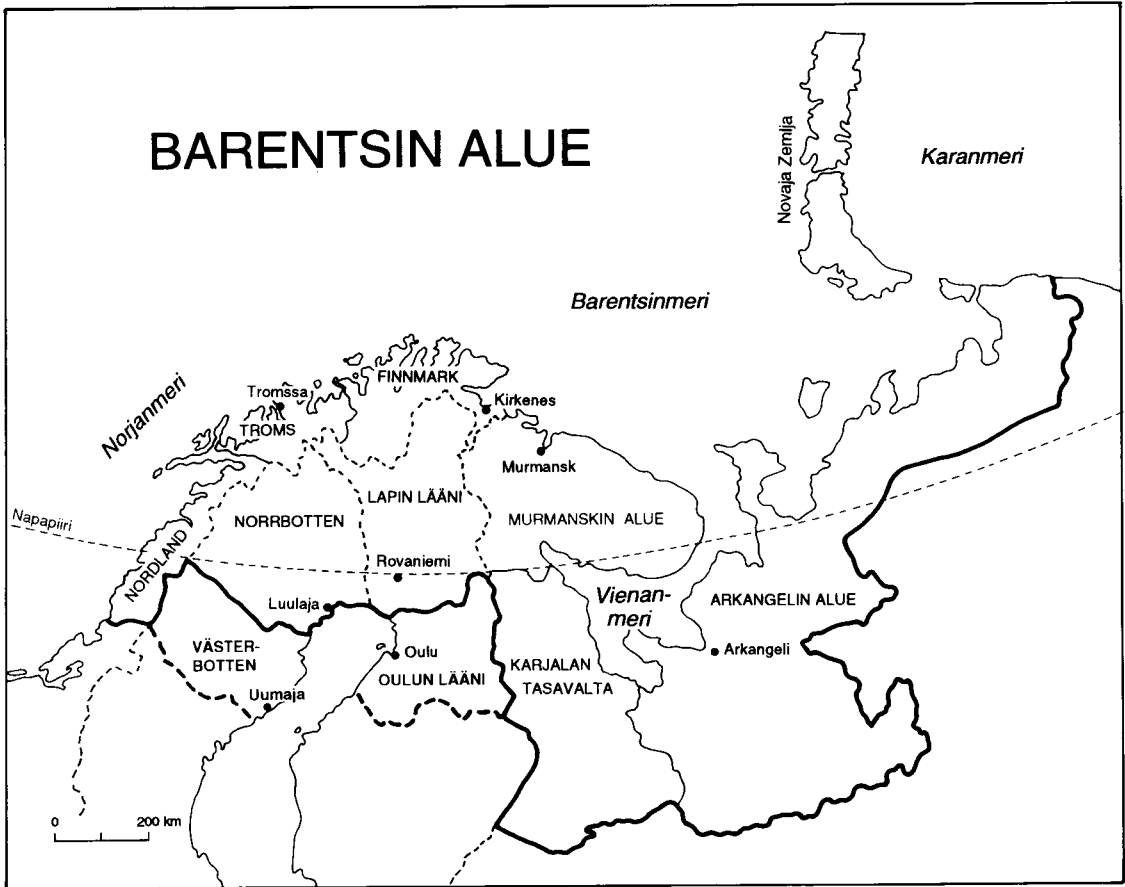 BARENTSIN ALUE
Novaja Zemlja
Karanmeri
Barentsinmeri
Norjanmeri
FINNMARK
Tromssa
TROMS
Kirkenes
Murmansk
LAPIN LÄÄNI
NORRBOTTEN
MURMANSKIN ALUE
Napapiiri
NORDLAND
Rovaniemi
Luulaja
Vienan-
meri
ARKANGELIN ALUE
VÄSTER-
BOTTEN
Oulu
OULUN LÄÄNI
KARJALAN
TASAVALTA
Arkangeli
Uumaja
0 200 km